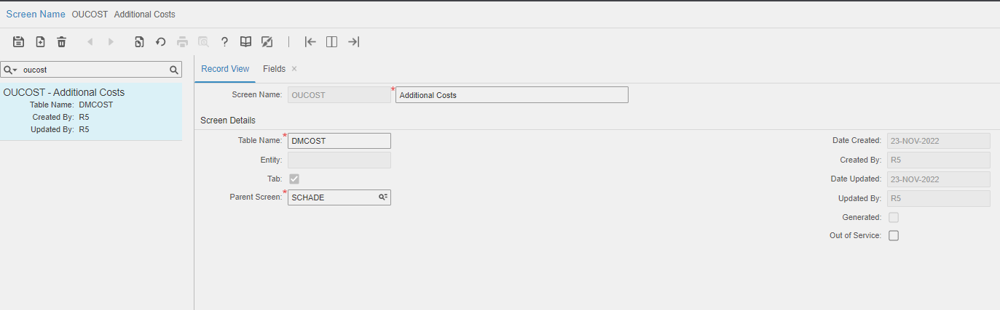 Screen Name OUCOST Additional Costs
oucost
OUCOST - Additional Costs
Table Name: DMCOST
Created By: R5
Updated By: R5
Record View Fields ×
Screen Name: OUCOST * Additional Costs
Screen Details
Table Name: * DMCOST
Date Created: 23-NOV-2022
Entity:
Created By: R5
Tab:
Date Updated: 23-NOV-2022
Parent Screen: * SCHADE
Updated By: R5
Generated:
Out of Service: